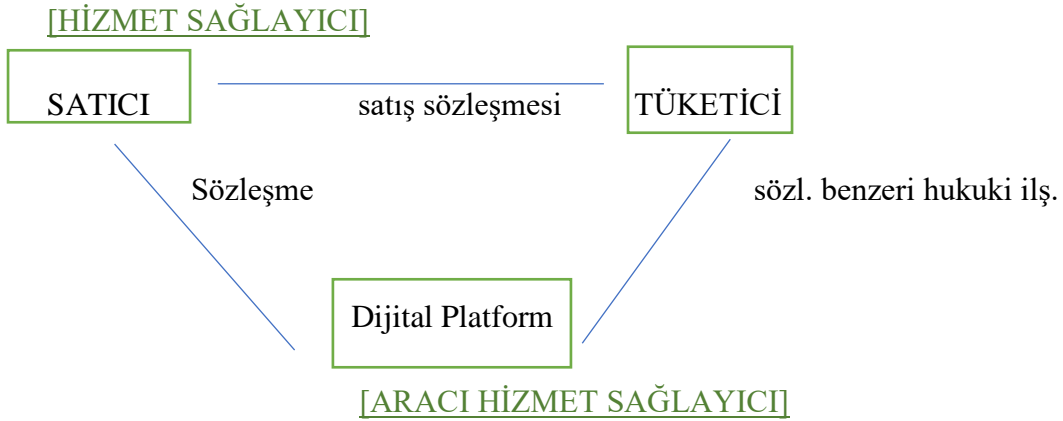 [HİZMET SAĞLAYICI]
SATICI
satış sözleşmesi
TÜKETİCİ
Sözleşme
sözl. benzeri hukuki ilş.
Dijital Platform
[ARACI HİZMET SAĞLAYICI]